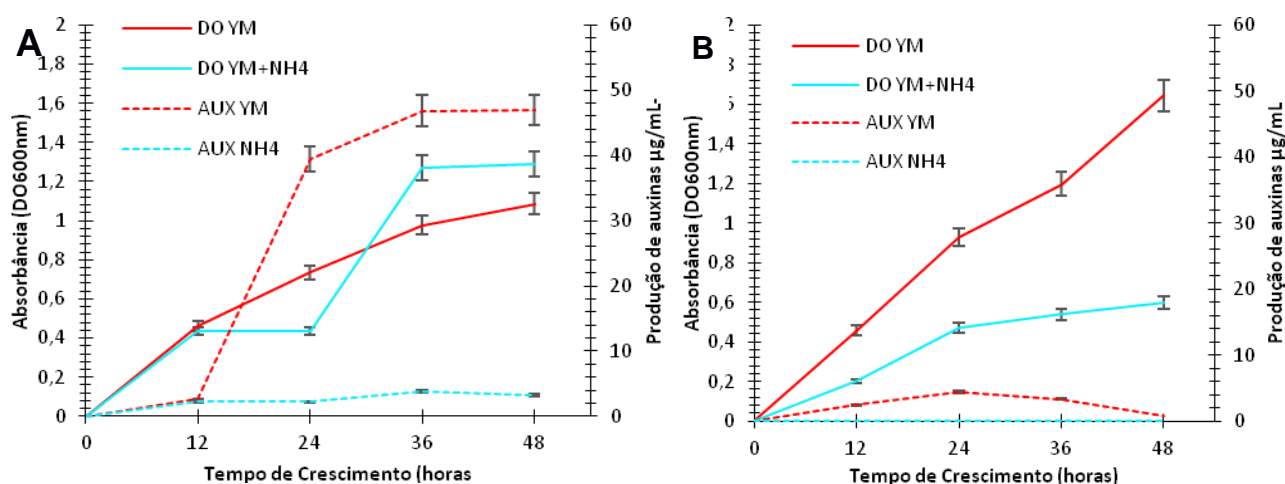 A
DO YM
DO YM+NH4
AUX YM
AUX NH4
Absorbância (DO600nm)
2
1,8
1,6
1,4
1,2
1
0,8
0,6
0,4
0,2
0
60
50
40
30
20
10
0
Produção de auxinas µg/mL-
0 12 24 36 48
Tempo de Crescimento (horas
B
DO YM
DO YM+NH4
AUX YM
AUX NH4
Absorbância (DO600nm)
2
,8
,6
,4
1,2
1
0,8
0,6
0,4
0,2
0
60
50
40
30
20
10
0
Produção de auxinas µg/mL
0 12 24 36 48
Tempo de Crescimento (horas)